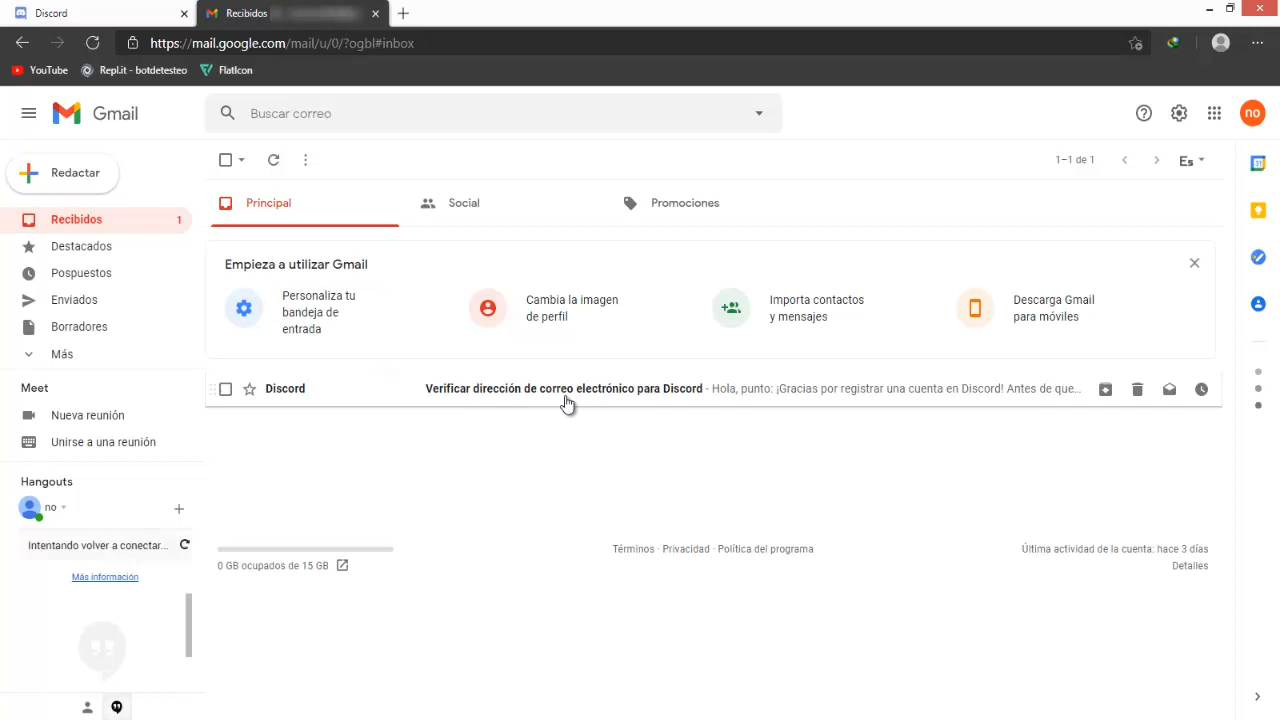 Discord
Recibidos
https://mail.google.com/mail/u/0/?ogbl#inbox
YouTube
Repl.it - botdetesteo
FlatIcon
Gmail
Buscar correo
no
Redactar
1–1 de 1
Es
Recibidos 1
Principal
Social
Promociones
Destacados
Pospuestos
Enviados
Borradores
Más
Empieza a utilizar Gmail
Personaliza tu
bandeja de
entrada
Cambia la imagen
de perfil
Importa contactos
y mensajes
Descarga Gmail
para móviles
Discord Verificar dirección de correo electrónico para Discord - Hola, punto: ¡Gracias por registrar una cuenta en Discord! Antes de que...
Meet
Nueva reunión
Unirse a una reunión
Hangouts
no
Intentando volver a conectar...
Más información
0 GB ocupados de 15 GB
Términos · Privacidad · Política del programa
Última actividad de la cuenta: hace 3 días
Detalles
31